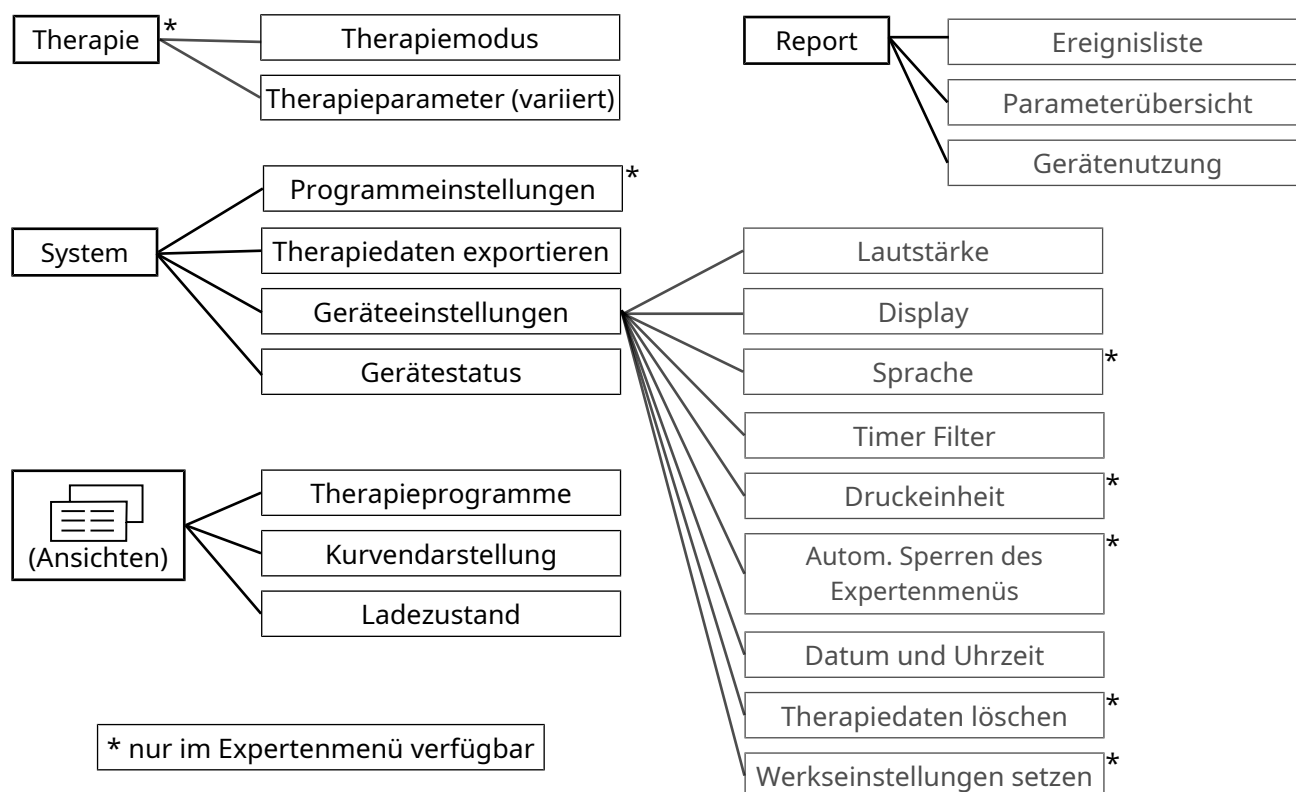 Therapie
*
Therapiemodus
Therapieparameter (variiert)
Report
Ereignisliste
Parameterübersicht
Gerätenutzung
System
Programmeinstellungen
*
Therapiedaten exportieren
Geräteeinstellungen
Gerätestatus
Lautstärke
Display
Sprache
*
Timer Filter
Druckeinheit
*
Autom. Sperren des
Expertenmenüs
*
Datum und Uhrzeit
Therapiedaten löschen
*
Werkseinstellungen setzen
*
(Ansichten)
Therapieprogramme
Kurvendarstellung
Ladezustand
* nur im Expertenmenü verfügbar